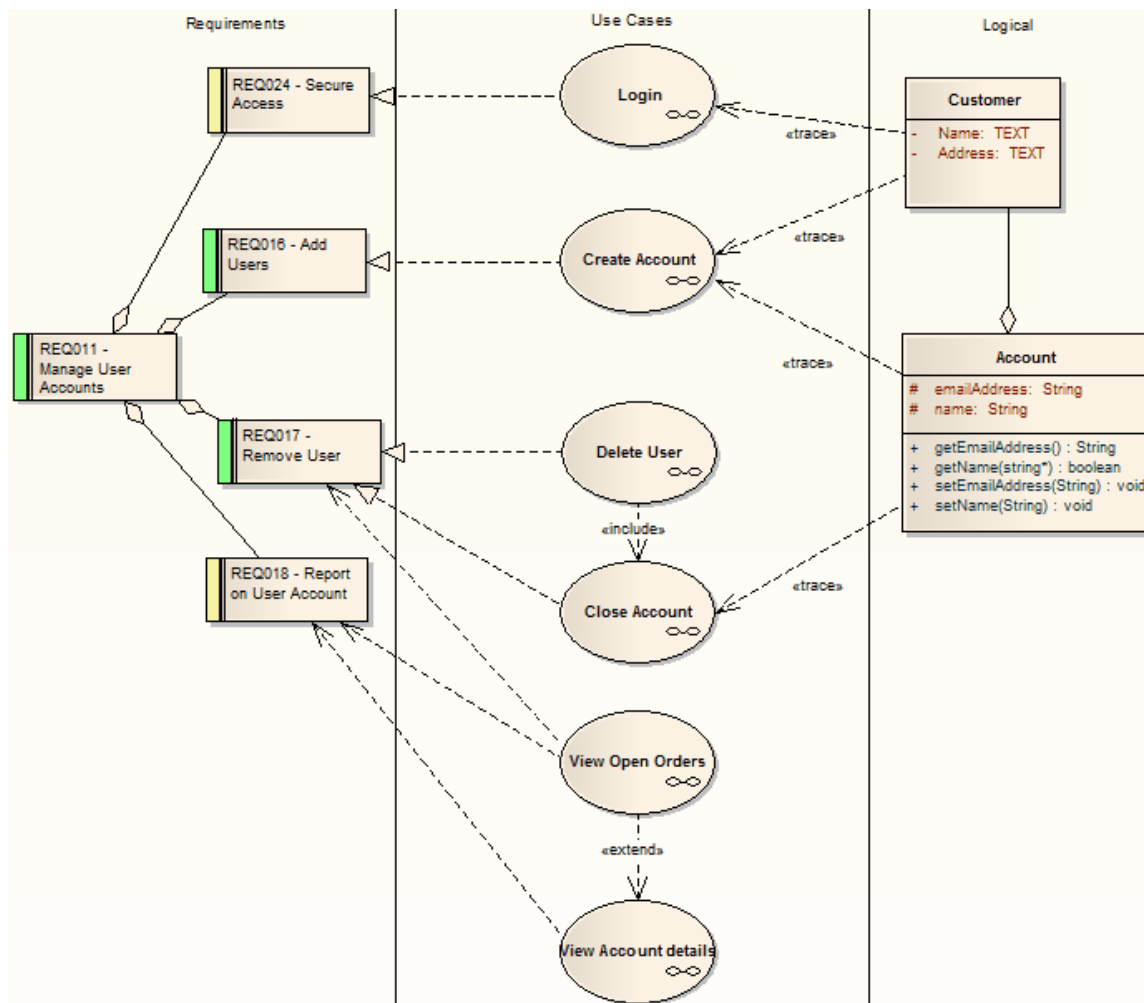 Requirements
Use Cases
Logical
REQ024 - Secure
Access
Login
Customer
- Name: TEXT
- Address: TEXT
«trace»
REQ016 - Add
Users
Create Account
«trace»
REQ011 -
Manage User
Accounts
«trace»
Account
# emailAddress: String
# name: String
+ getEmailAddress() : String
+ getName(string*) : boolean
+ setEmailAddress(String) : void
+ setName(String) : void
REQ017 -
Remove User
Delete User
«include»
REQ018 - Report
on User Account
Close Account
«trace»
View Open Orders
«extend»
View Account details